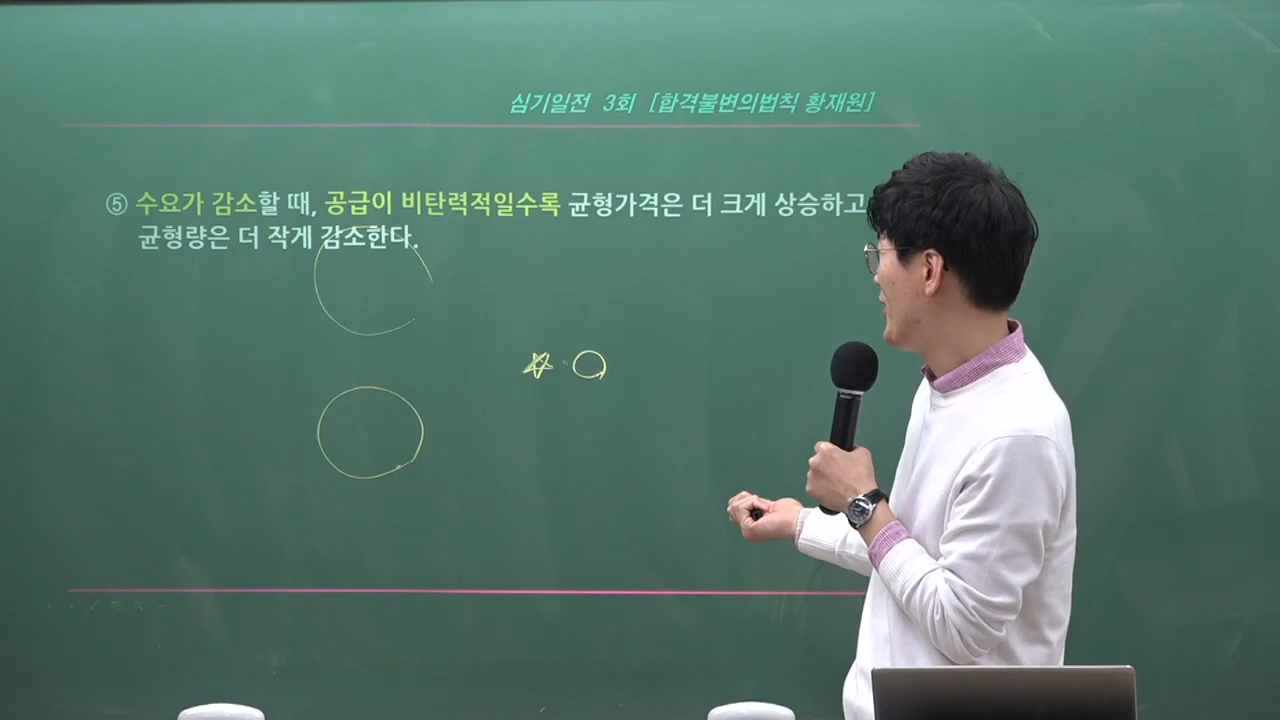 심기일전 3회 [합격불변의법칙 황재원]
⑤ 수요가 감소할 때, 공급이 비탄력적일수록 균형가격은 더 크게 상승하고
균형량은 더 작게 감소한다.